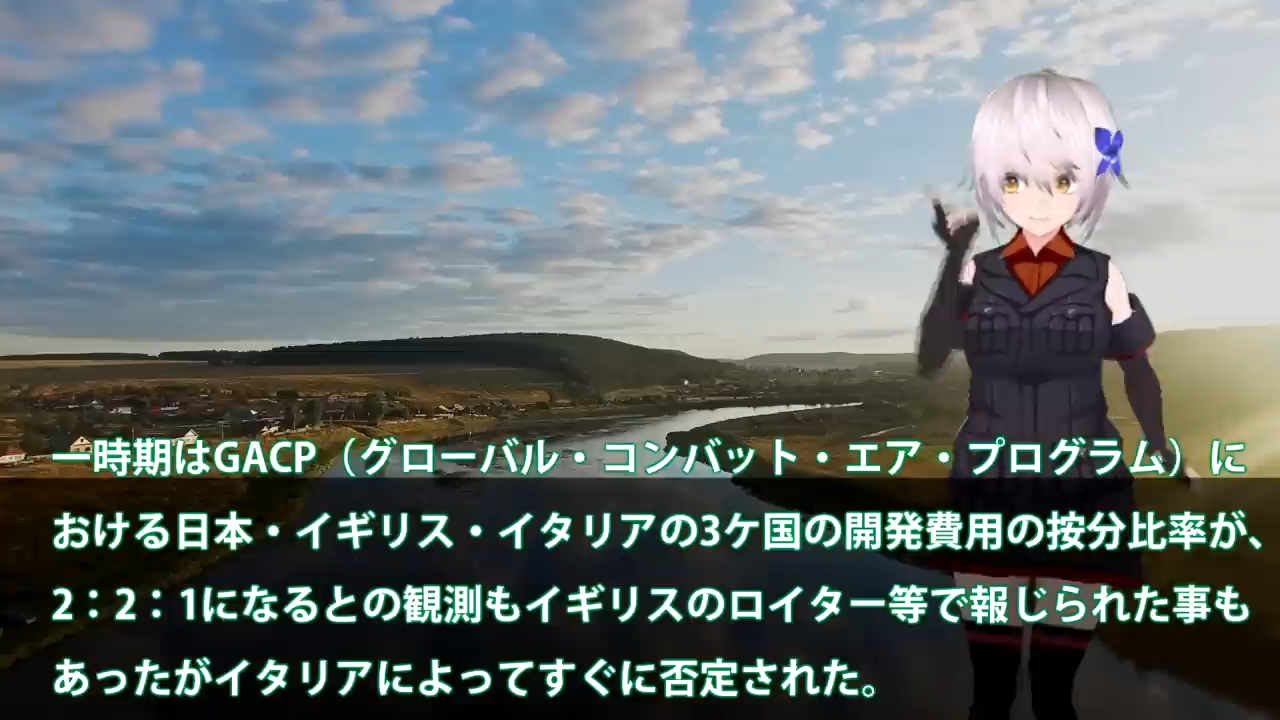 一時期はGACP（グローバル・コンバット・エア・プログラム）に
おける日本・イギリス・イタリアの3ケ国の開発費用の按分比率が、
2：2：1になるとの観測もイギリスのロイター等で報じられた事も
あったがイタリアによってすぐに否定された。